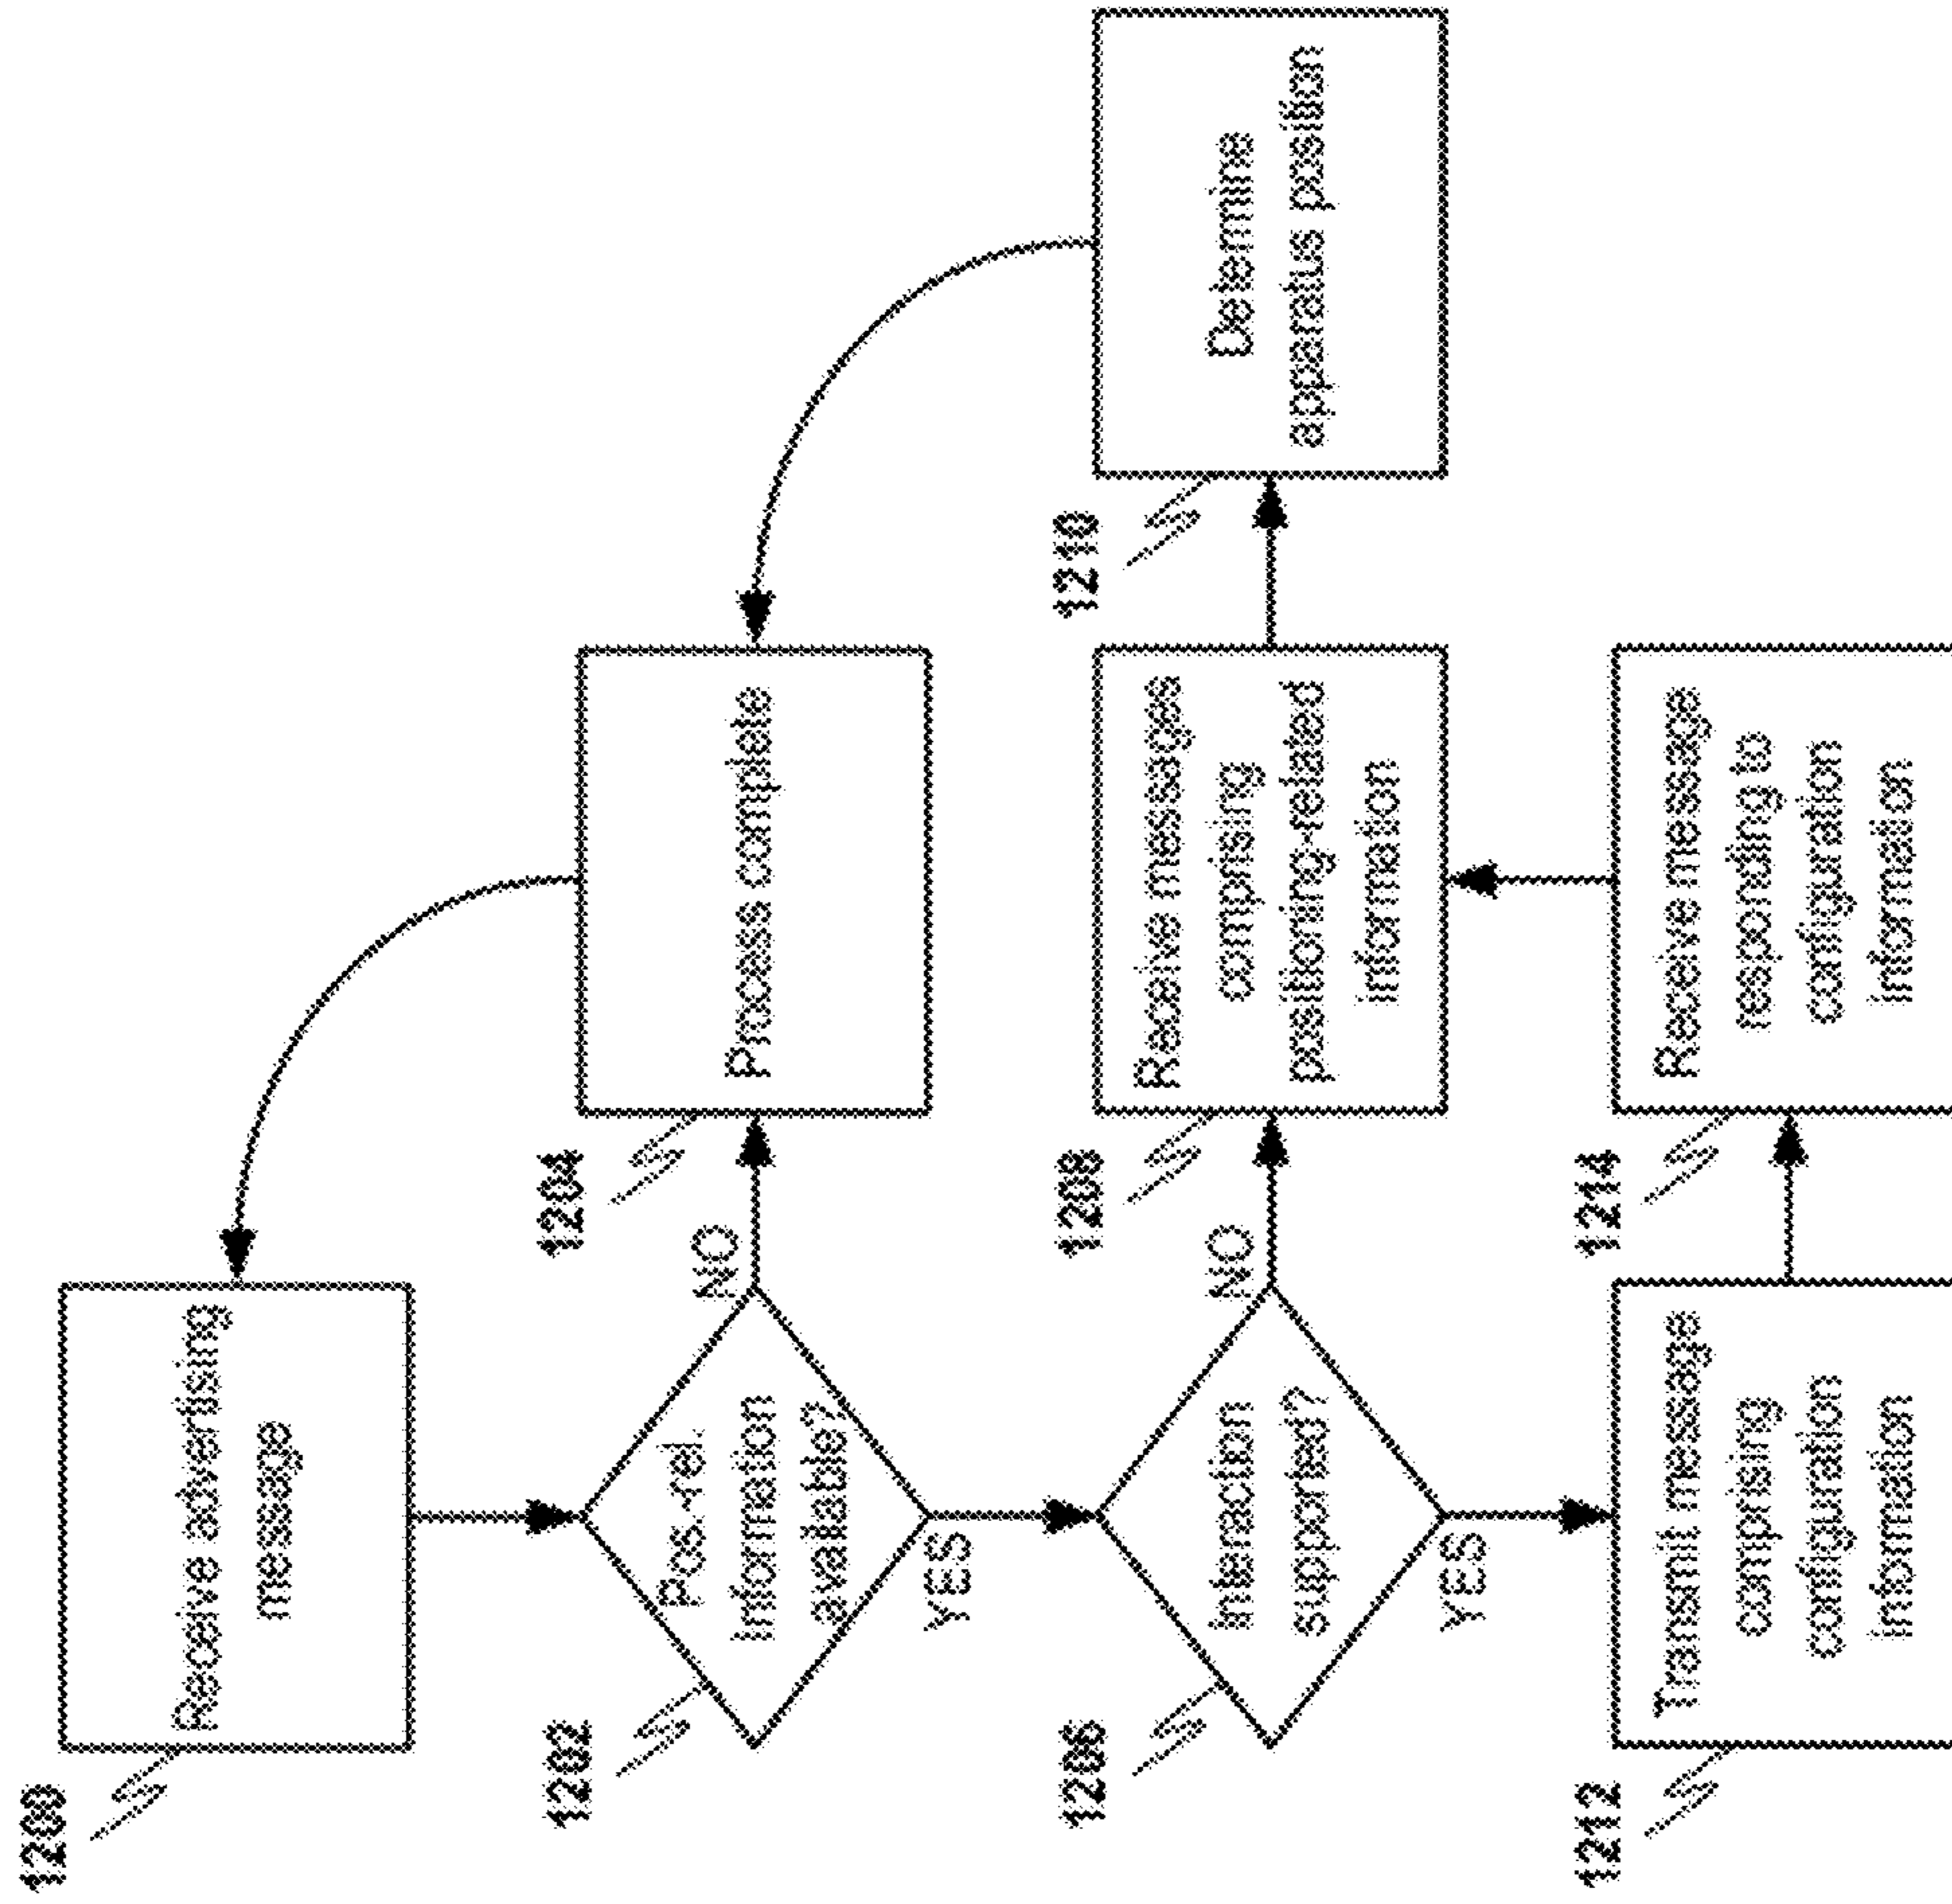 1200
Receive advertising
message
1202
Pos.-rel.
information
available?
NO
YES
1204
Process complete
1206
Interaction
supported?
NO
YES
1208
Receive messages
comprising
positioning-related
information
1210
Determine
apparatus position
1212
Transmit message
comprising
configuration
information
1214
Receive message
responding to
configuration
information